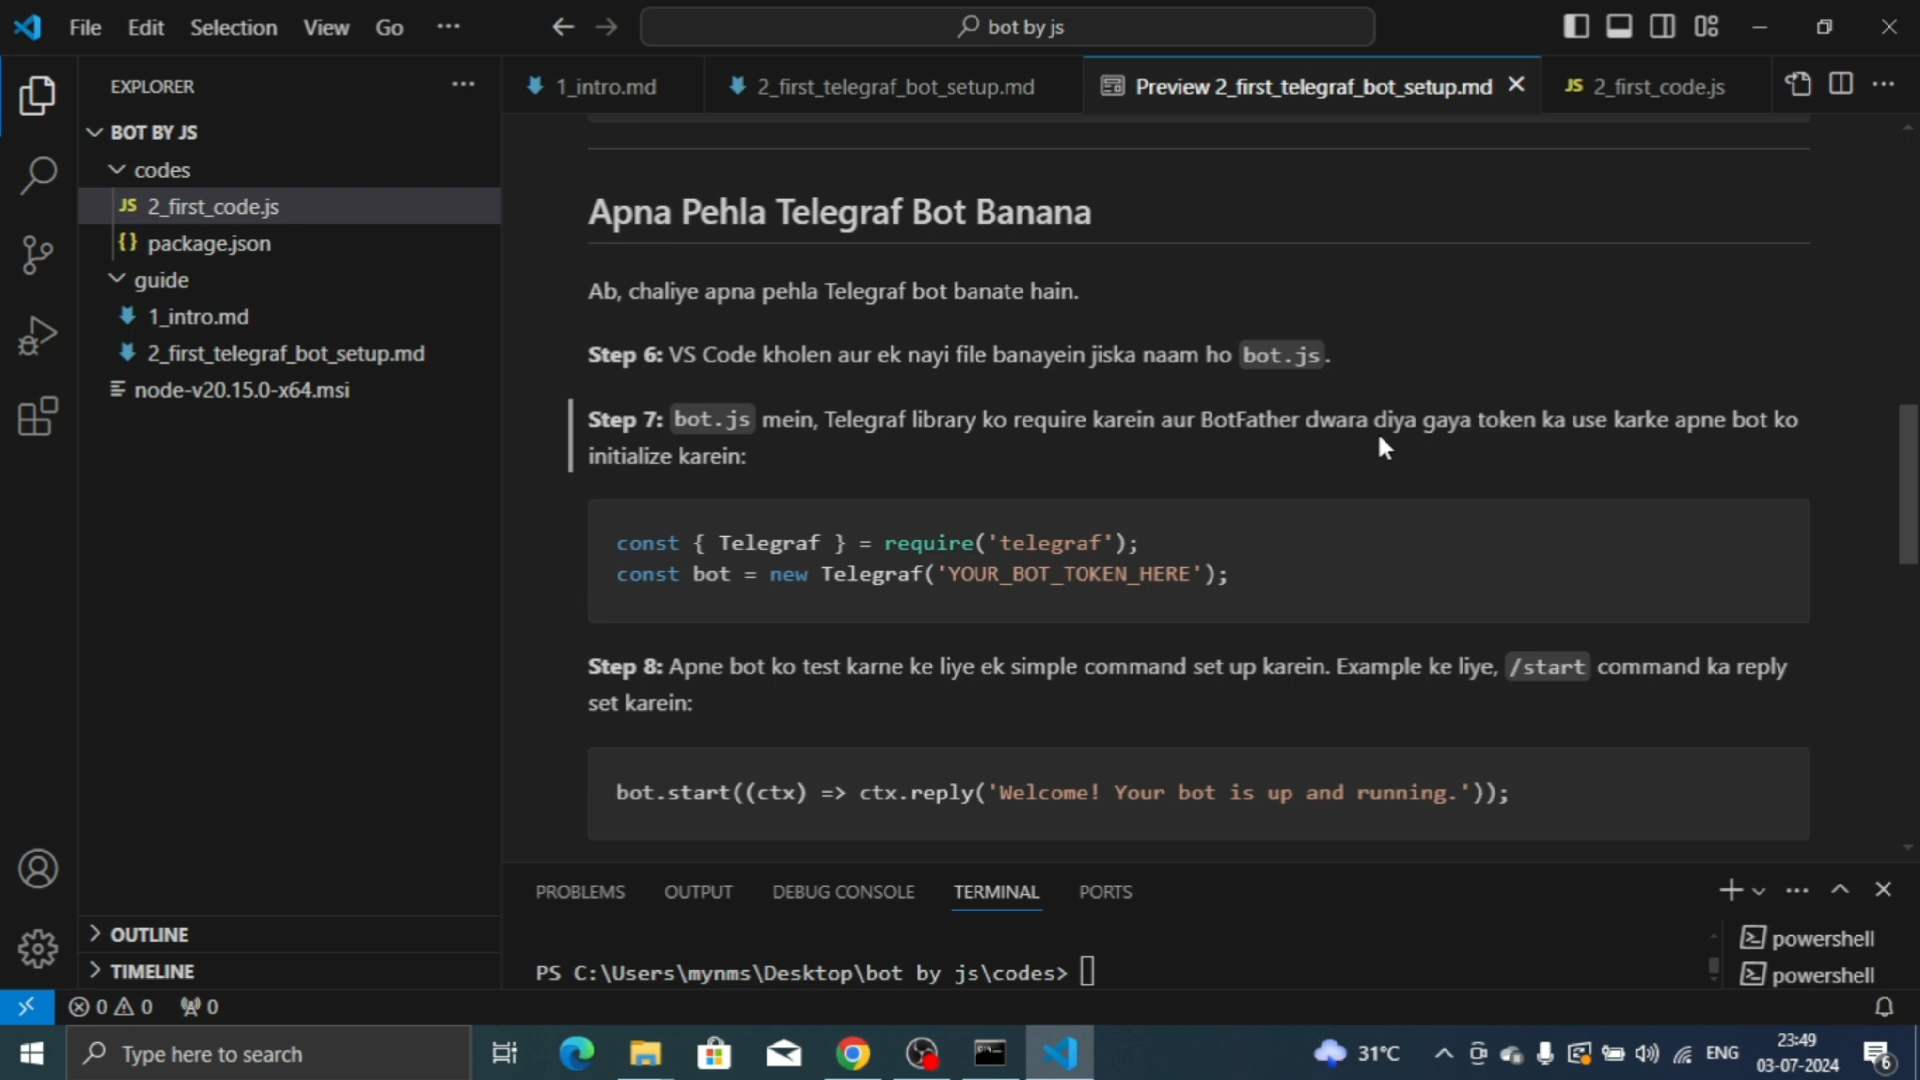 File Edit Selection View Go ··· bot by js
EXPLORER ···
BOT BY JS
codes
JS 2_first_code.js
{} package.json
guide
1_intro.md
2_first_telegraf_bot_setup.md
node-v20.15.0-x64.msi
OUTLINE
TIMELINE
1_intro.md 2_first_telegraf_bot_setup.md Preview 2_first_telegraf_bot_setup.md JS 2_first_code.js ···
Apna Pehla Telegraf Bot Banana
Ab, chaliye apna pehla Telegraf bot banate hain.
Step 6: VS Code kholen aur ek nayi file banayein jiska naam ho bot.js.
Step 7: bot.js mein, Telegraf library ko require karein aur BotFather dwara diya gaya token ka use karke apne bot ko
initialize karein:
const { Telegraf } = require('telegraf');
const bot = new Telegraf('YOUR_BOT_TOKEN_HERE');
Step 8: Apne bot ko test karne ke liye ek simple command set up karein. Example ke liye, /start command ka reply
set karein:
bot.start((ctx) => ctx.reply('Welcome! Your bot is up and running.'));
PROBLEMS OUTPUT DEBUG CONSOLE TERMINAL PORTS ···
PS C:\Users\mynms\Desktop\bot by js\codes>
powershell
powershell
0 0 0
Type here to search
31°C ENG
23:49
03-07-2024
6